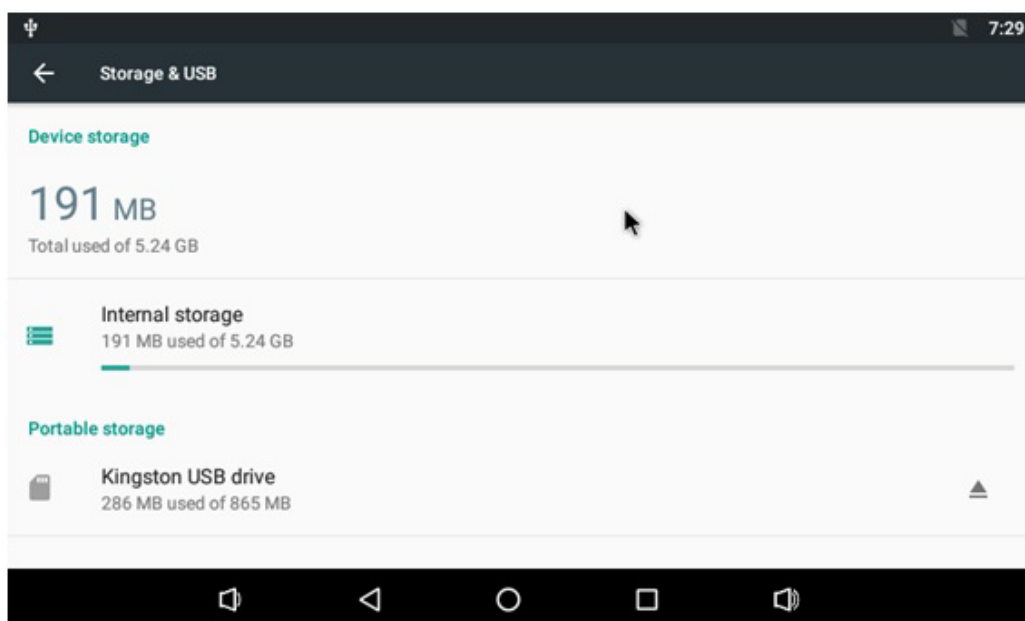 7:29
Storage & USB
Device storage
191 MB
Total used of 5.24 GB
Internal storage
191 MB used of 5.24 GB
Portable storage
Kingston USB drive
286 MB used of 865 MB